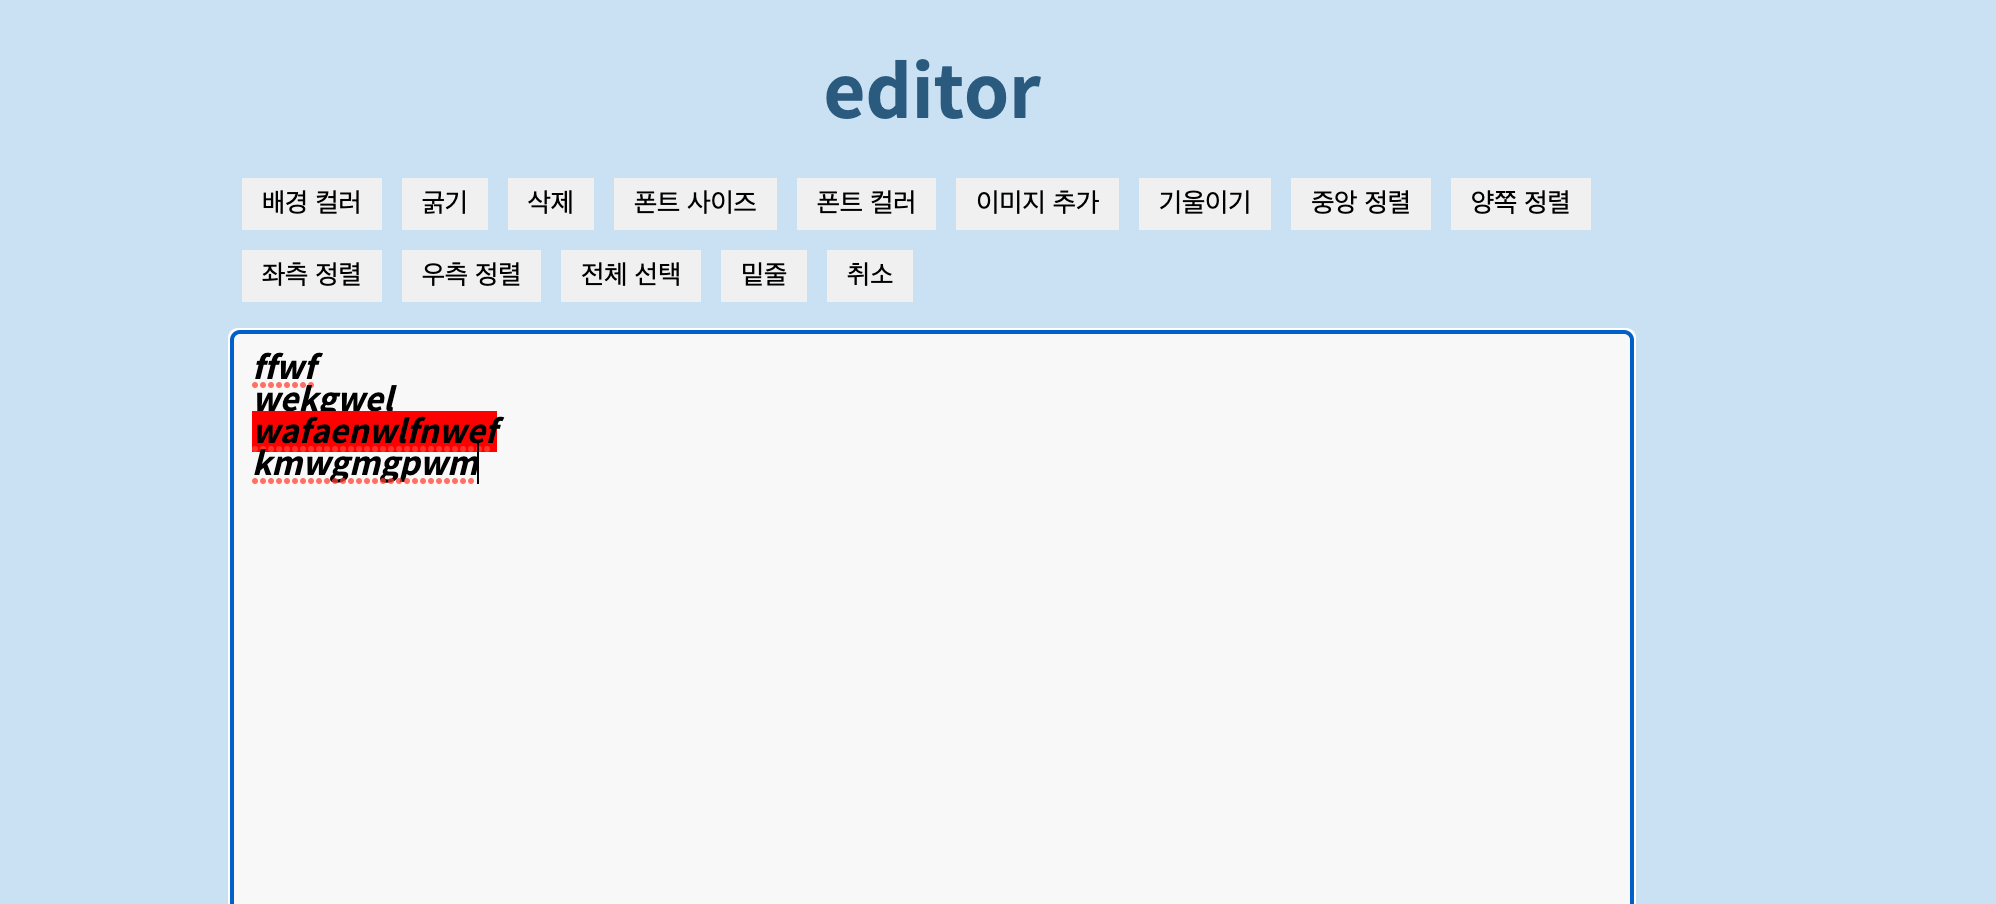 editor
배경 컬러 굵기 삭제 폰트 사이즈 폰트 컬러 이미지 추가 기울이기 중앙 정렬 양쪽 정렬
좌측 정렬 우측 정렬 전체 선택 밑줄 취소
ffwf
wekgwel
wafaenwlfnwef
kmwgmgpwm